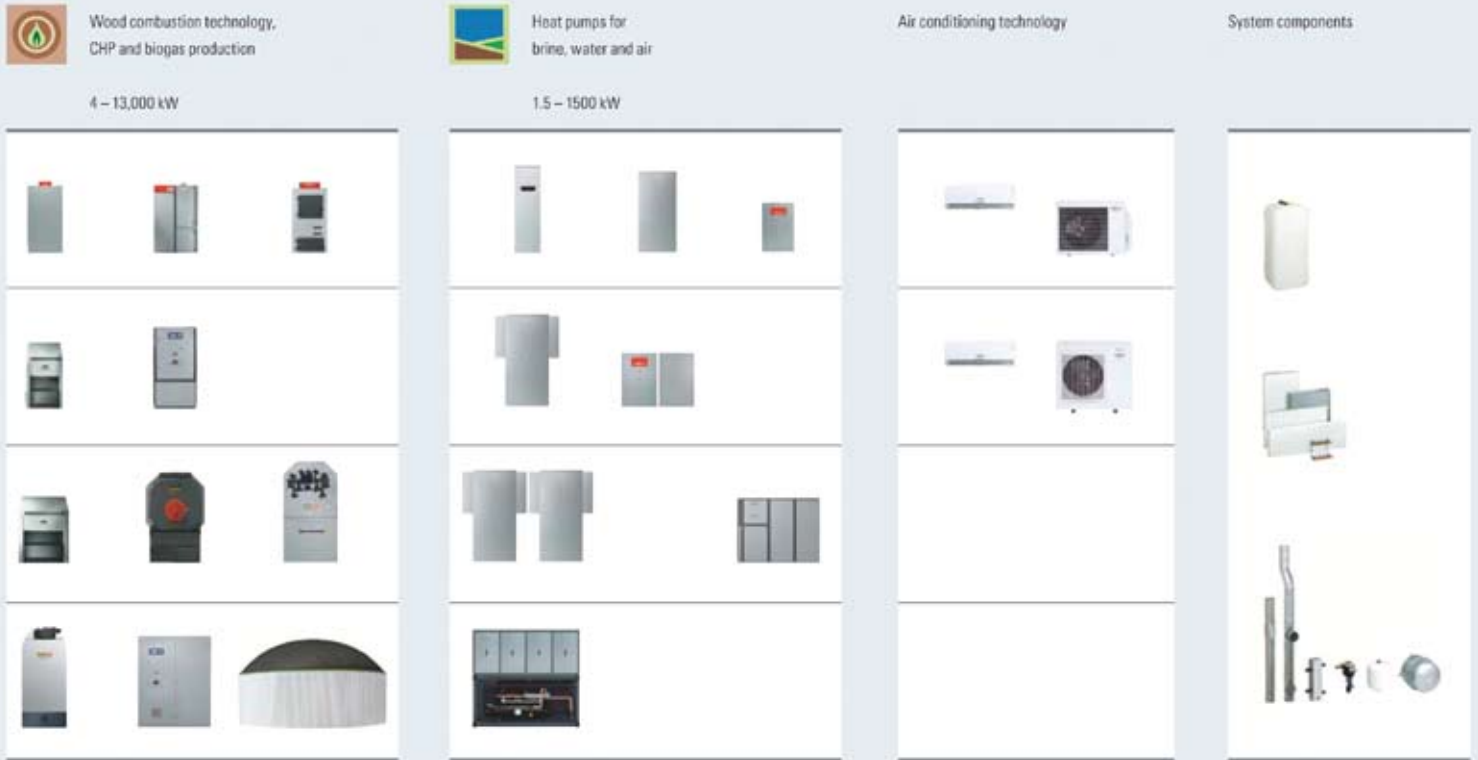 Wood combustion technology,
CHP and biogas production
4 – 13,000 kW
Heat pumps for
brine, water and air
1.5 – 1500 kW
Air conditioning technology
System components